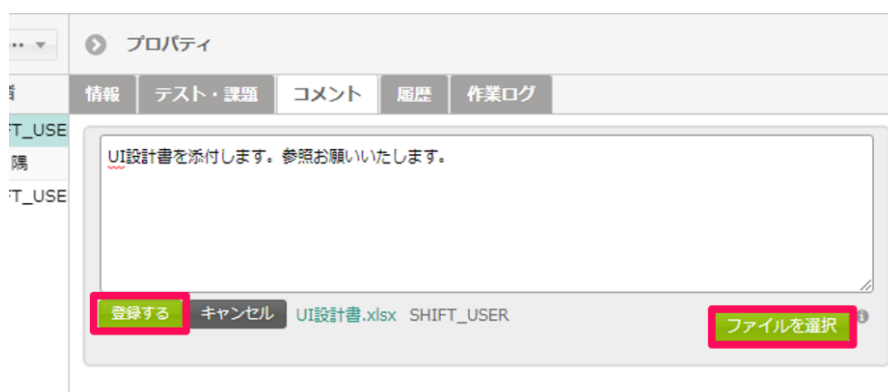 プロパティ
情報 テスト・課題 コメント 履歴 作業ログ
T_USE
隅
T_USE
UI設計書を添付します。参照お願いいたします。
登録する キャンセル UI設計書.xlsx SHIFT_USER
ファイルを選択